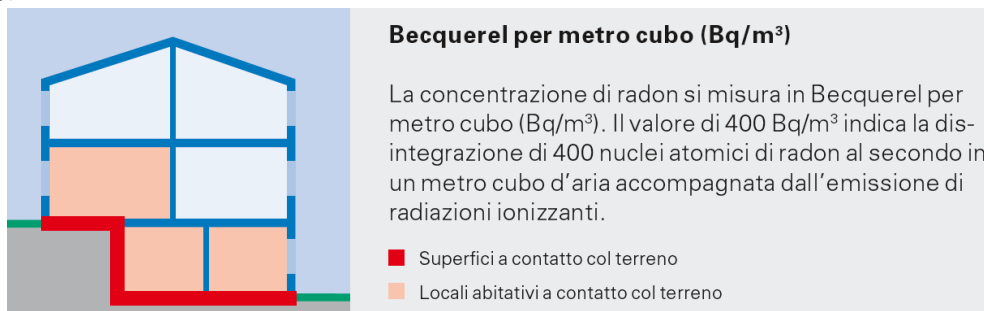 Becquerel per metro cubo (Bq/m³)
La concentrazione di radon si misura in Becquerel per
metro cubo (Bq/m³). Il valore di 400 Bq/m³ indica la dis-
integrazione di 400 nuclei atomici di radon al secondo in
un metro cubo d’aria accompagnata dall’emissione di
radiazioni ionizzanti.
Superfici a contatto col terreno
Locali abitativi a contatto col terreno